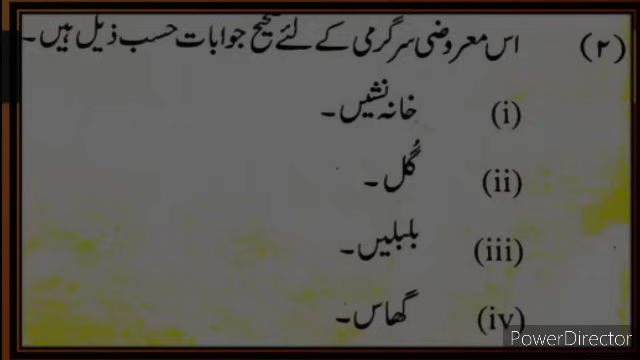 (۲) اس معروضی سرگرمی کے لئے صحیح جوابات حسب ذیل ہیں۔
(i) خانہ نشیں۔
(ii) گُل۔
(iii) بلبلیں۔
(iv) گھاس۔
PowerDirector